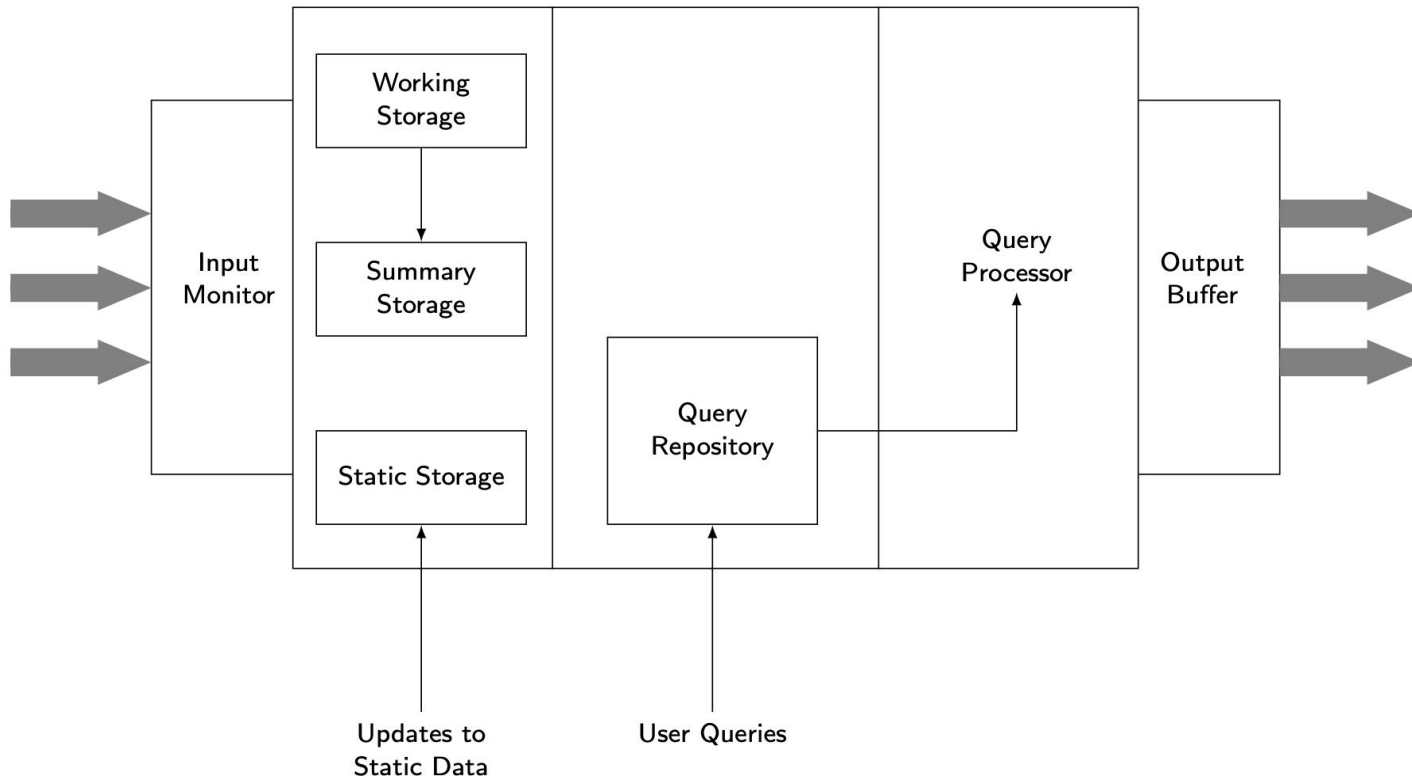 Working
Storage
Input
Monitor
Summary
Storage
Static Storage
Updates to
Static Data
Query
Repository
User Queries
Query
Processor
Output
Buffer